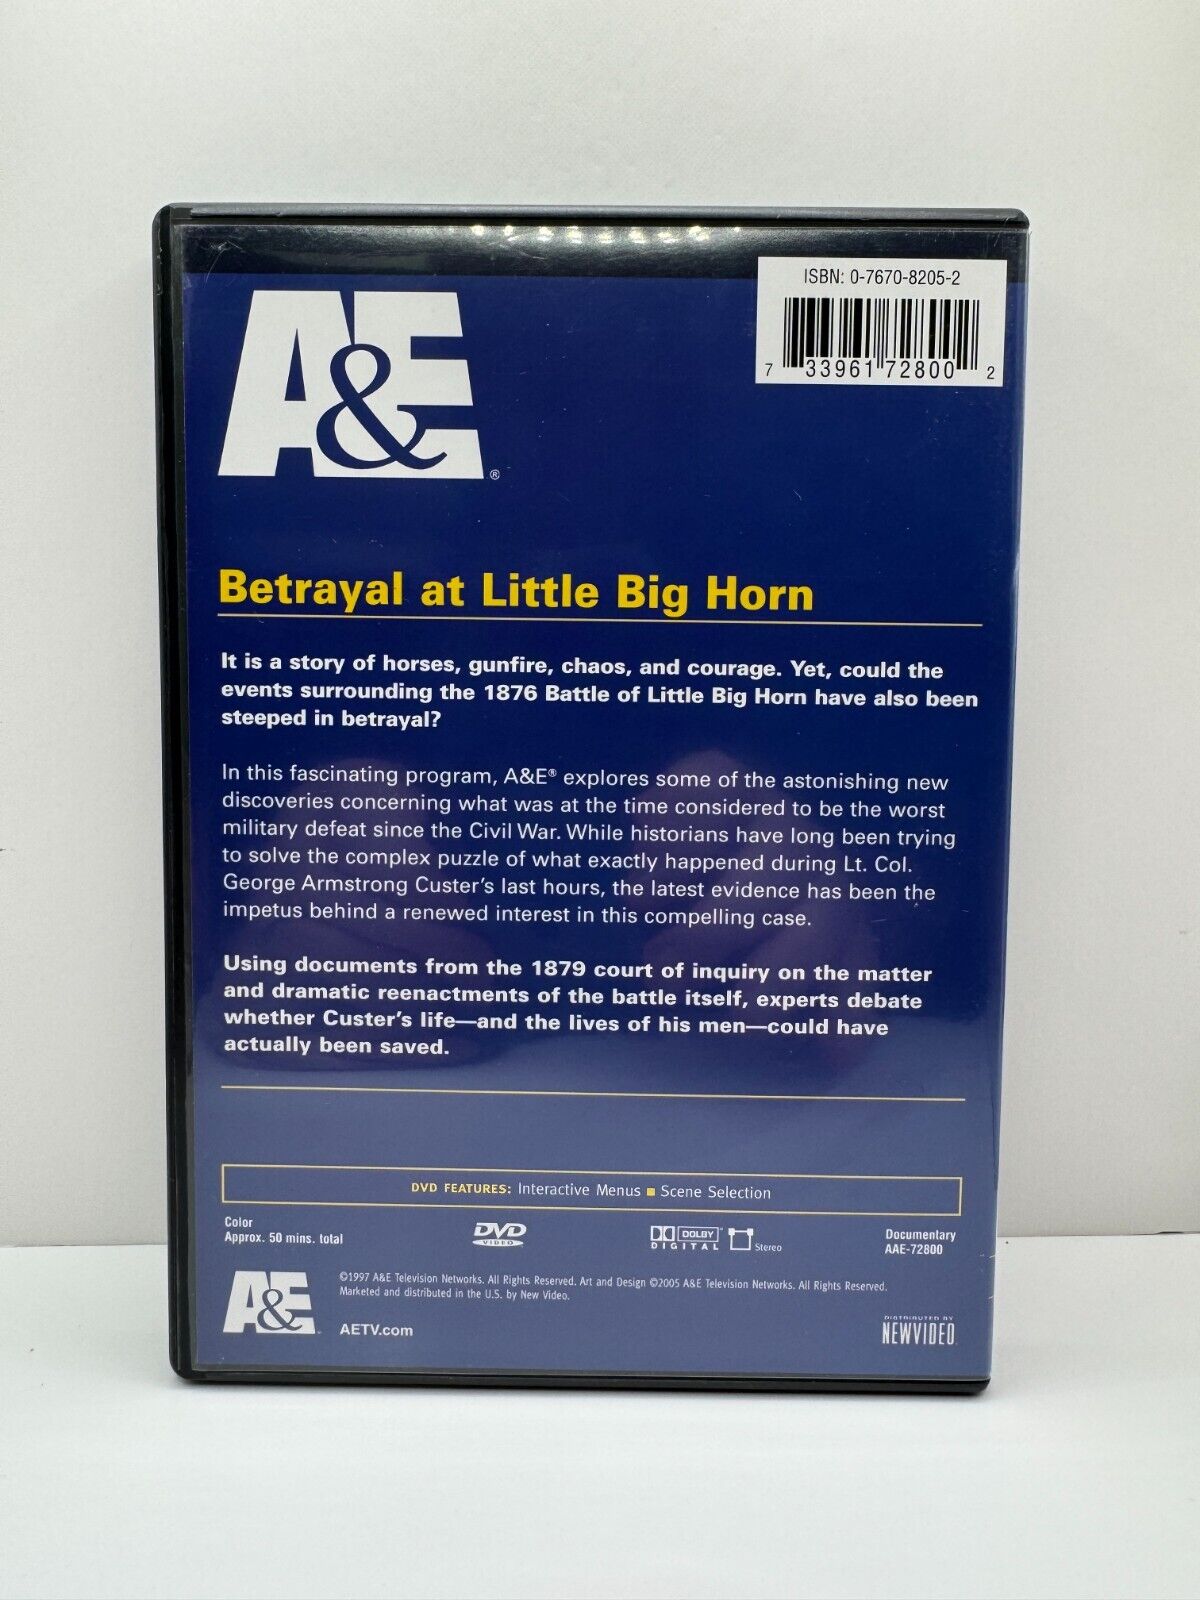 ISBN: 0-7670-8205-2
7 33961 72800 2
A&E®
Betrayal at Little Big Horn
It is a story of horses, gunfire, chaos, and courage. Yet, could the
events surrounding the 1876 Battle of Little Big Horn have also been
steeped in betrayal?
In this fascinating program, A&E® explores some of the astonishing new
discoveries concerning what was at the time considered to be the worst
military defeat since the Civil War. While historians have long been trying
to solve the complex puzzle of what exactly happened during Lt. Col.
George Armstrong Custer's last hours, the latest evidence has been the
impetus behind a renewed interest in this compelling case.
Using documents from the 1879 court of inquiry on the matter
and dramatic reenactments of the battle itself, experts debate
whether Custer's life—and the lives of his men—could have
actually been saved.
DVD FEATURES: Interactive Menus ■ Scene Selection
Color
Approx. 50 mins. total
DVD
VIDEO
DOLBY™
DIGITAL
Stereo
Documentary
AAE-72800
A&E
©1997 A&E Television Networks. All Rights Reserved. Art and Design ©2005 A&E Television Networks. All Rights Reserved.
Marketed and distributed in the U.S. by New Video.
AETV.com
DISTRIBUTED BY
NEWVIDEO